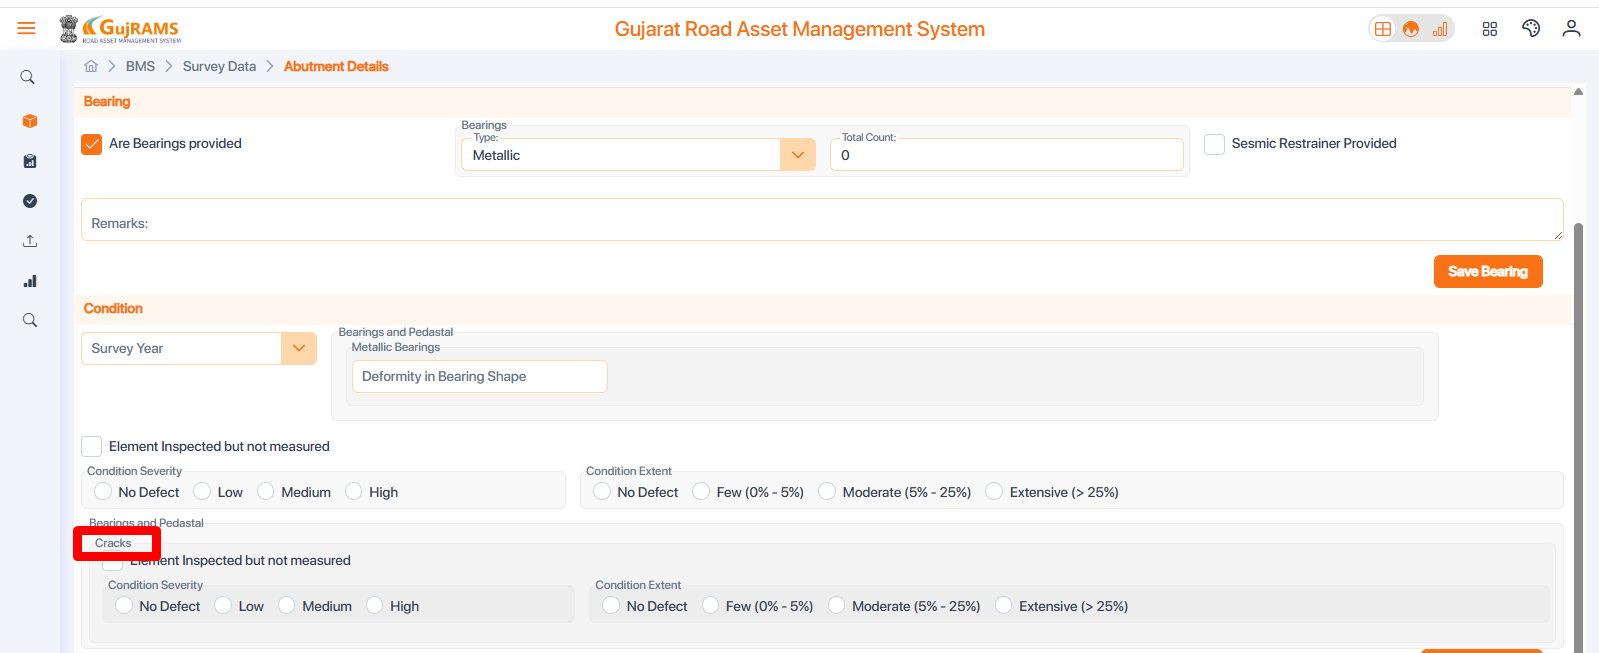 GujRAMS
ROAD ASSET MANAGEMENT SYSTEM
Gujarat Road Asset Management System
BMS > Survey Data > Abutment Details
Bearing
Are Bearings provided
Bearings
Type:
Metallic
Total Count:
0
Sesmic Restrainer Provided
Remarks:
Save Bearing
Condition
Survey Year
Bearings and Pedastal
Metallic Bearings
Deformity in Bearing Shape
Element Inspected but not measured
Condition Severity
No Defect Low Medium High
Condition Extent
No Defect Few (0% - 5%) Moderate (5% - 25%) Extensive (> 25%)
Bearings and Pedastal
Cracks
Element Inspected but not measured
Condition Severity
No Defect Low Medium High
Condition Extent
No Defect Few (0% - 5%) Moderate (5% - 25%) Extensive (> 25%)